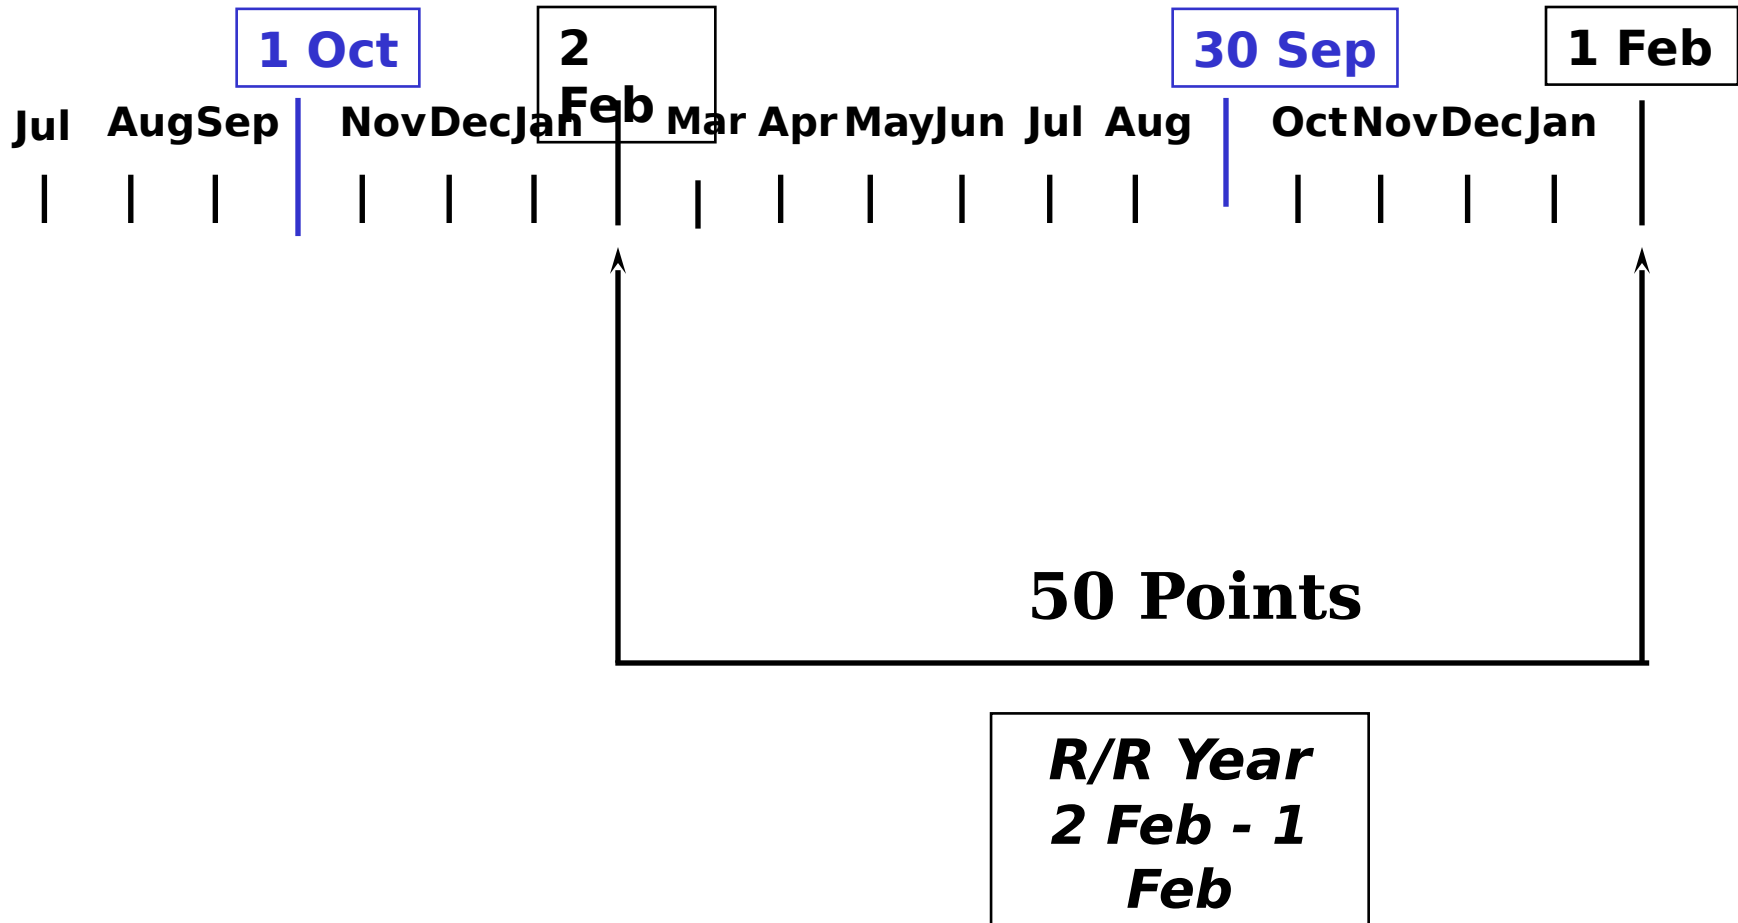 1 Oct
2
Feb
30 Sep
1 Feb
Jul Aug Sep Nov Dec Jan Mar Apr May Jun Jul Aug Oct Nov Dec Jan
50 Points
R/R Year
2 Feb - 1
Feb